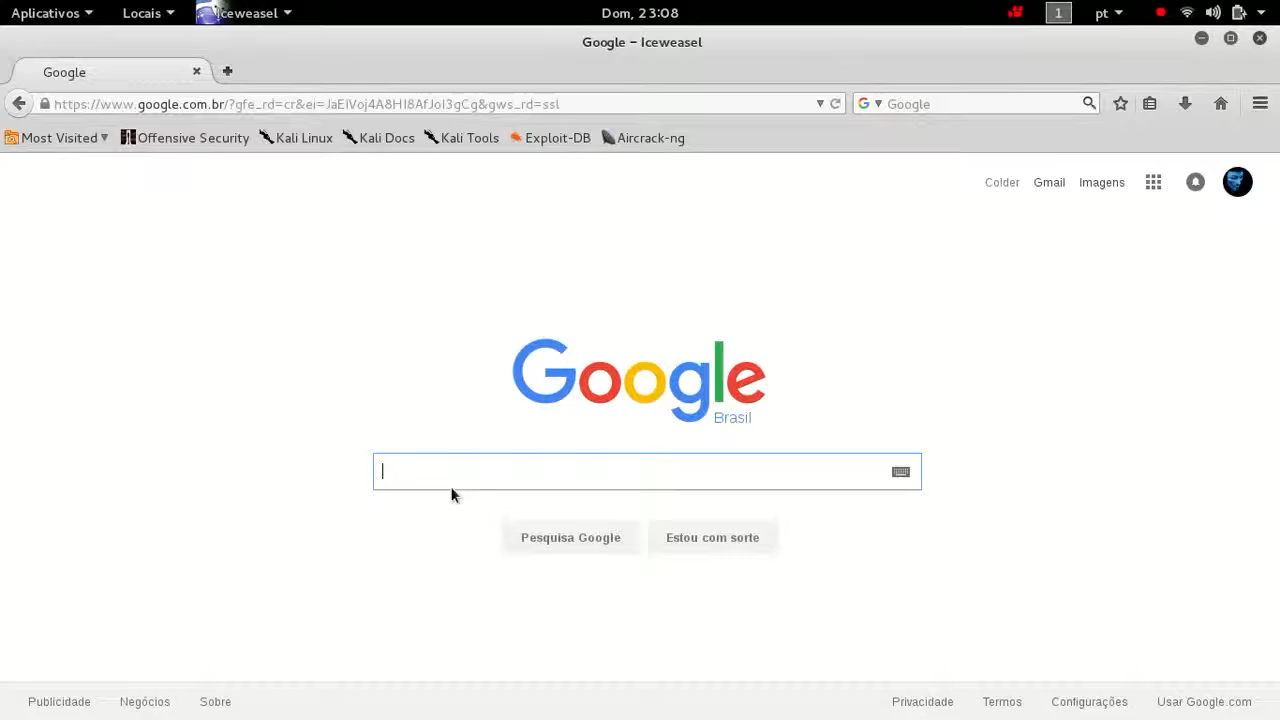 Aplicativos Locais Iceweasel Dom, 23:08 1 pt
Google - Iceweasel
Google
https://www.google.com.br/?gfe_rd=cr&ei=JaEIVoj4A8HI8AfJoI3gCg&gws_rd=ssl Google
Most Visited Offensive Security Kali Linux Kali Docs Kali Tools Exploit-DB Aircrack-ng
Colder Gmail Imagens
Google
Brasil
Pesquisa Google Estou com sorte
Publicidade Negócios Sobre Privacidade Termos Configurações Usar Google.com